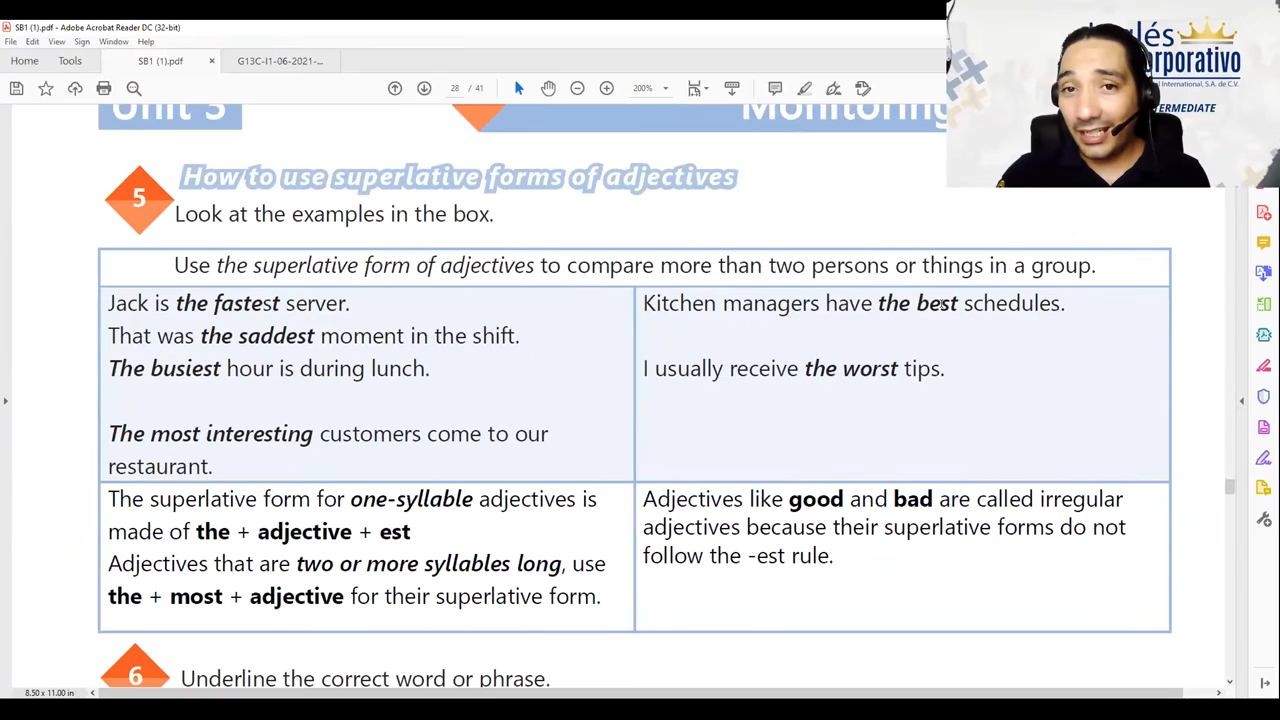 SB1 (1).pdf - Adobe Acrobat Reader DC (32-bit)
File Edit View Sign Window Help
Home Tools SB1 (1).pdf × G13C-I1-06-2021-...
28 / 41 200%
Unit 3 Monitoring
5 How to use superlative forms of adjectives
Look at the examples in the box.
Use the superlative form of adjectives to compare more than two persons or things in a group.
Jack is the fastest server.
That was the saddest moment in the shift.
The busiest hour is during lunch.
The most interesting customers come to our
restaurant.
Kitchen managers have the best schedules.
I usually receive the worst tips.
The superlative form for one-syllable adjectives is
made of the + adjective + est
Adjectives that are two or more syllables long, use
the + most + adjective for their superlative form.
Adjectives like good and bad are called irregular
adjectives because their superlative forms do not
follow the -est rule.
6 Underline the correct word or phrase.
8.50 x 11.00 in
International, S.A. de C.V.